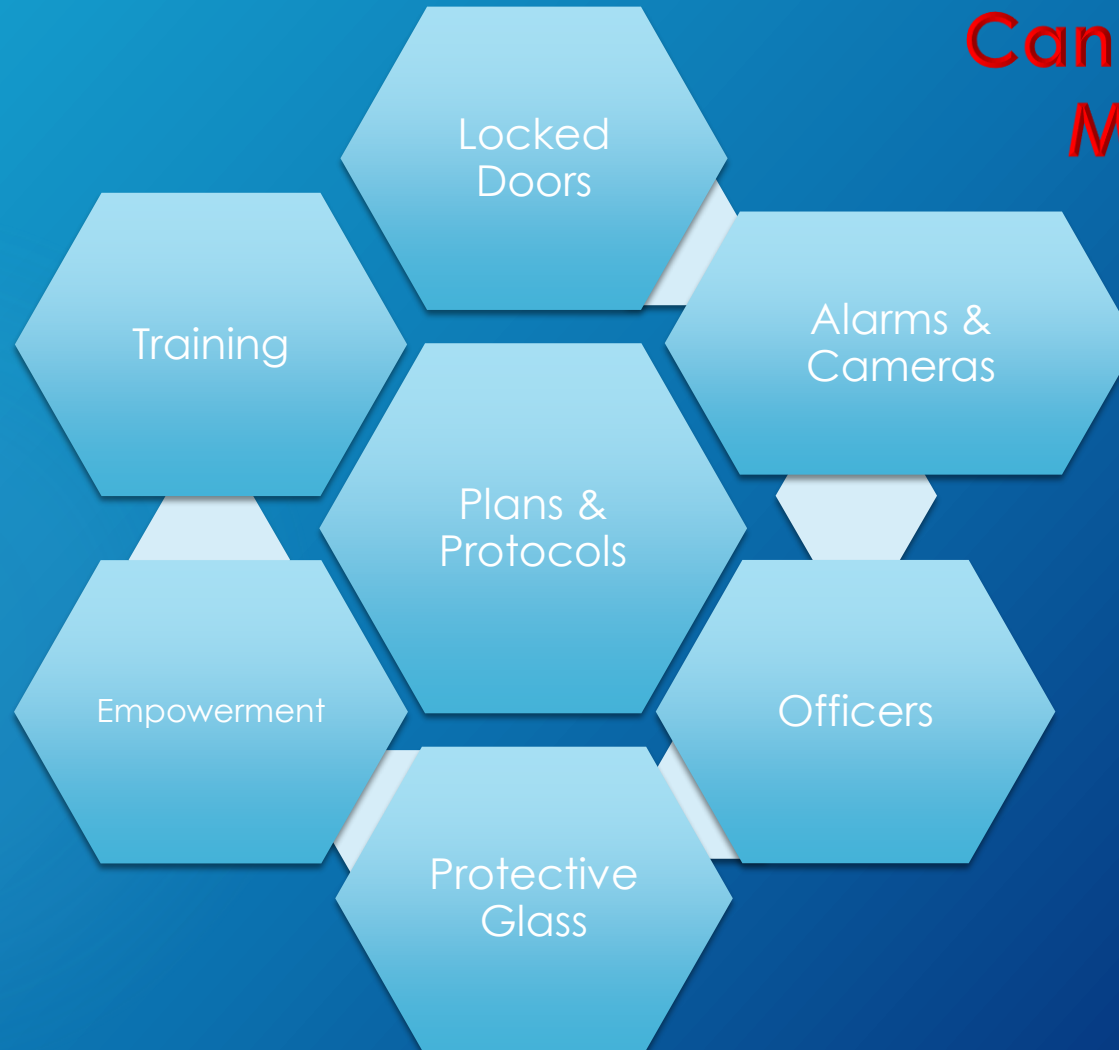 Can
M
Locked
Doors
Training
Alarms &
Cameras
Plans &
Protocols
Empowerment
Officers
Protective
Glass